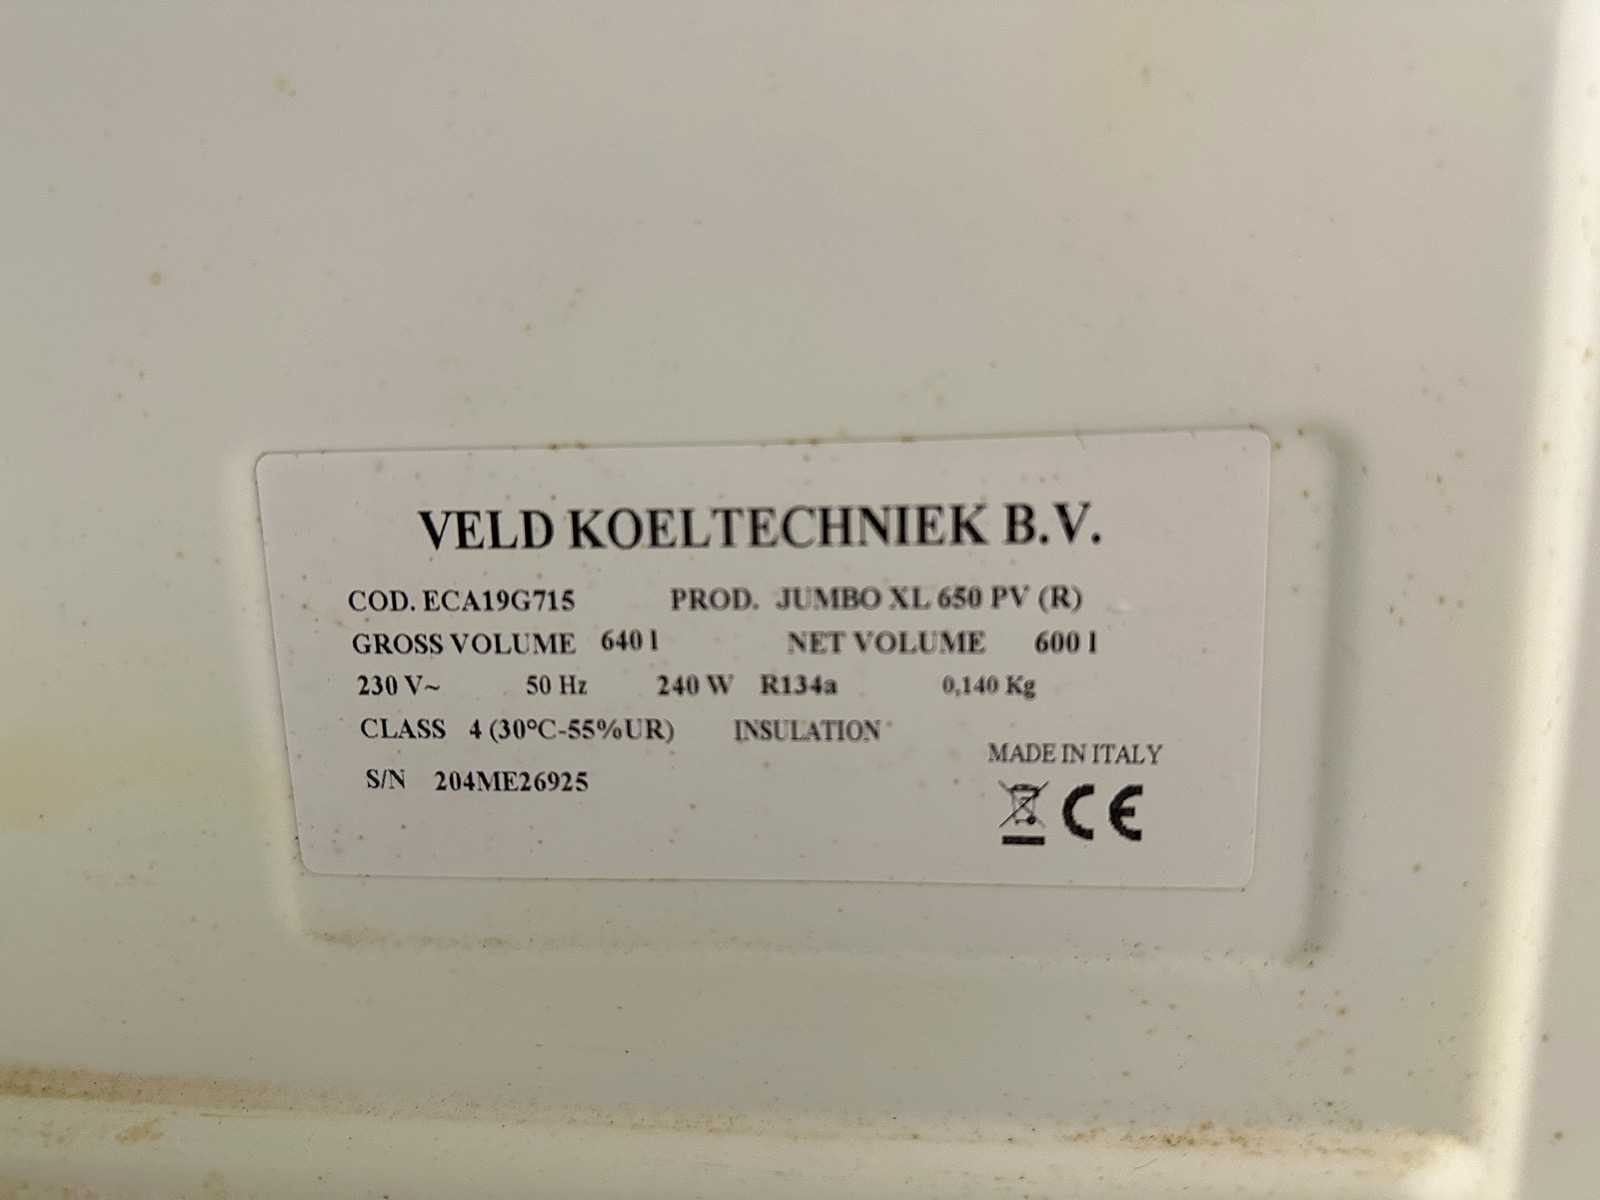 VELD KOELTECHNIEK B.V.
COD. ECA19G715 PROD. JUMBO XL 650 PV (R)
GROSS VOLUME 640 l NET VOLUME 600 l
230 V~ 50 Hz 240 W R134a 0,140 Kg
CLASS 4 (30°C-55%UR) INSULATION
MADE IN ITALY
S/N 204ME26925
CE